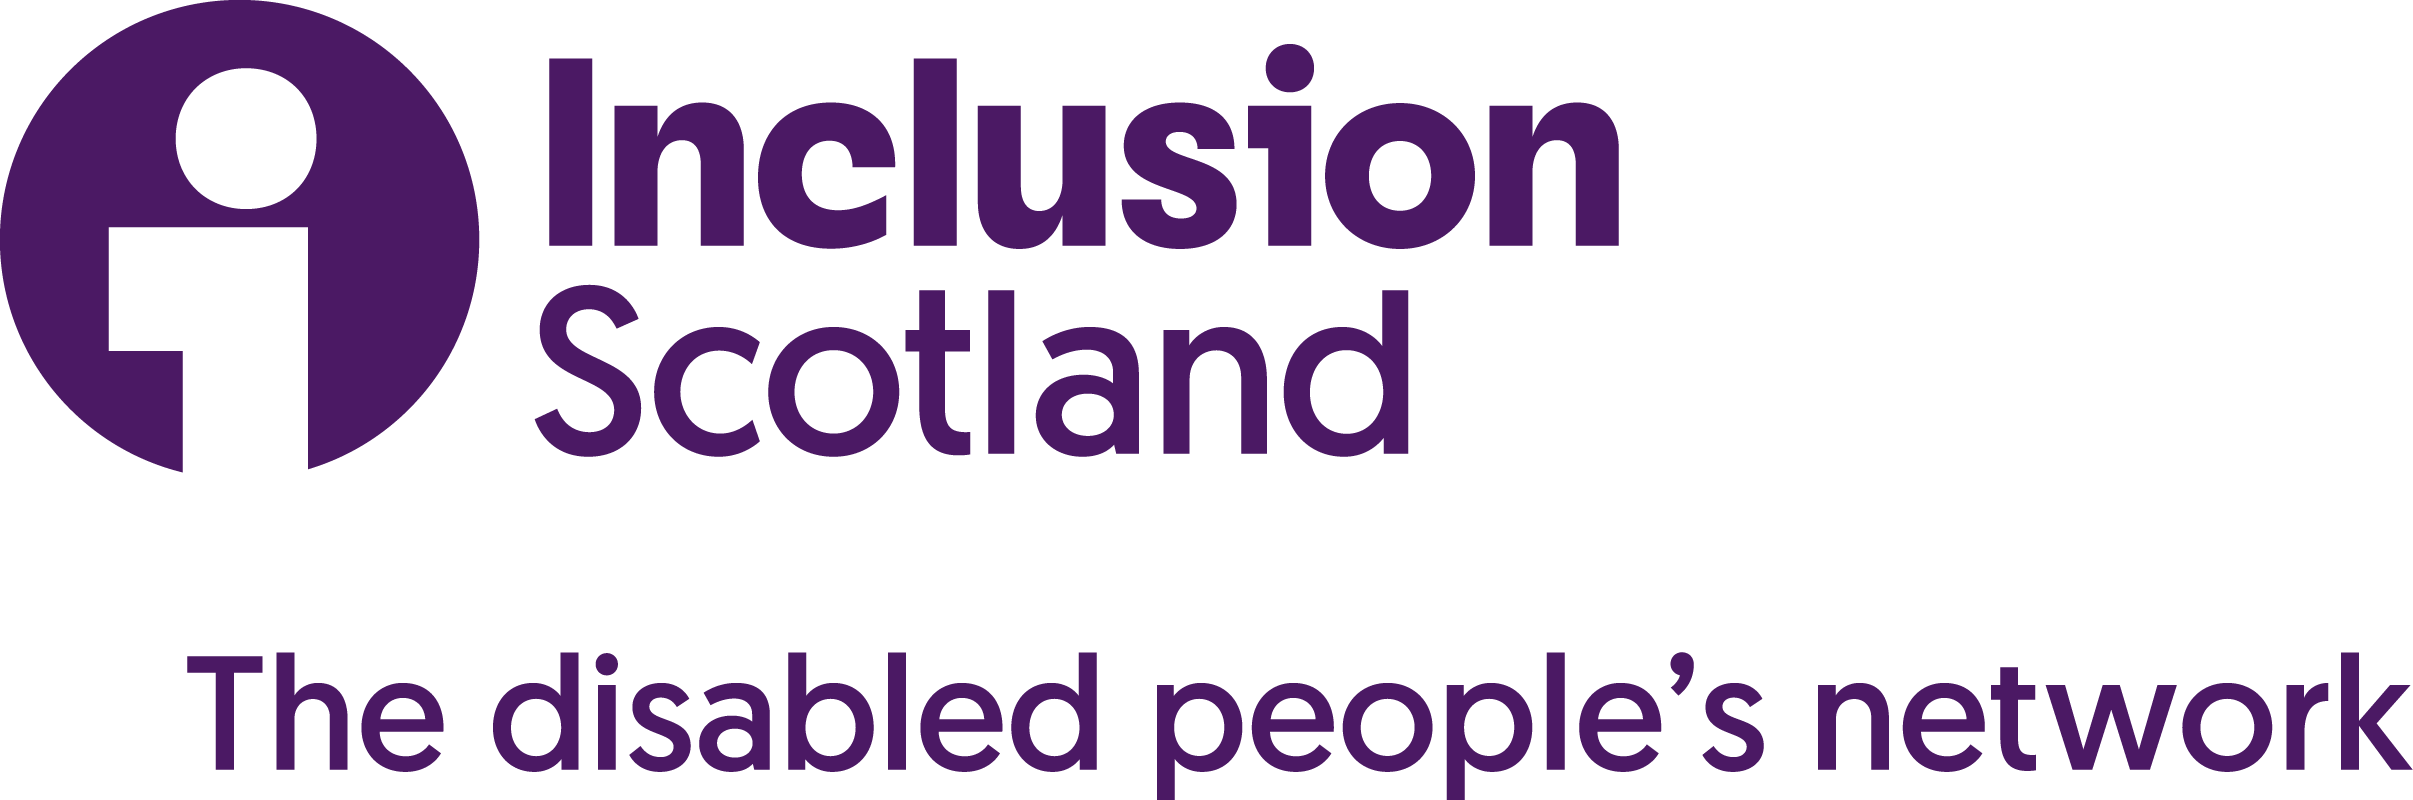 Inclusion
Scotland
The disabled people’s network